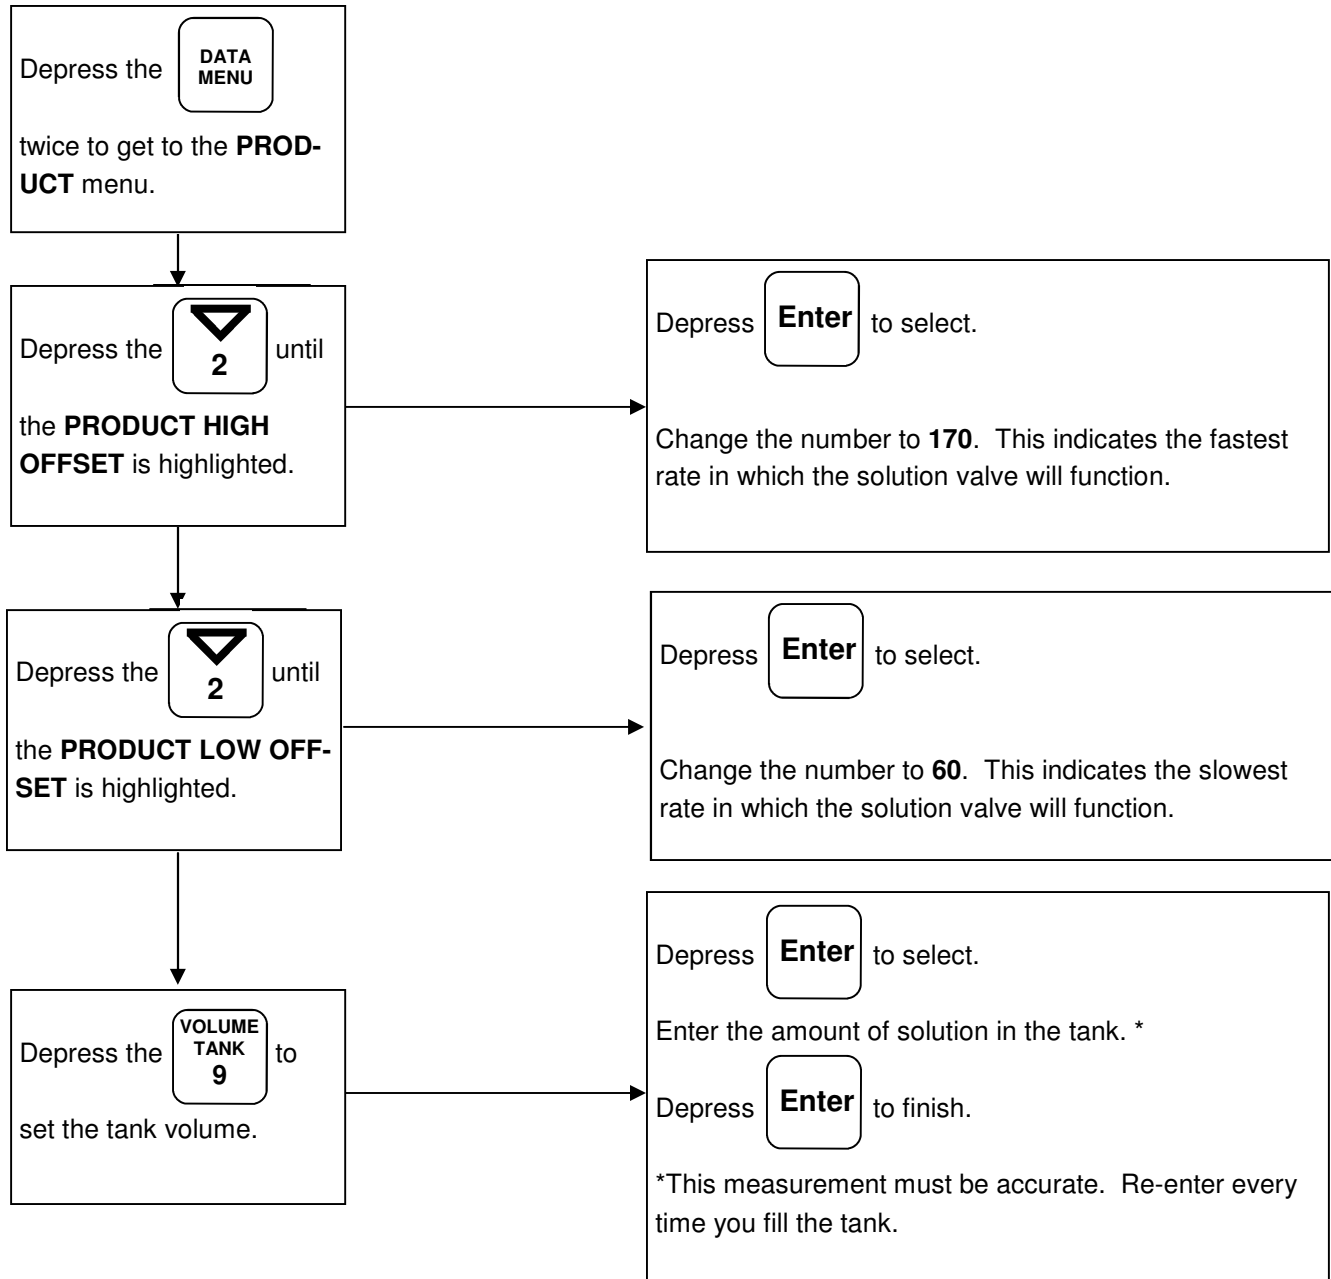 Depress the DATA MENU
twice to get to the PROD-
UCT menu.
Depress the 2 until
the PRODUCT HIGH
OFFSET is highlighted.
Depress Enter to select.
Change the number to 170. This indicates the fastest
rate in which the solution valve will function.
Depress the 2 until
the PRODUCT LOW OFF-
SET is highlighted.
Depress Enter to select.
Change the number to 60. This indicates the slowest
rate in which the solution valve will function.
Depress the VOLUME TANK 9 to
set the tank volume.
Depress Enter to select.
Enter the amount of solution in the tank. *
Depress Enter to finish.
*This measurement must be accurate. Re-enter every
time you fill the tank.